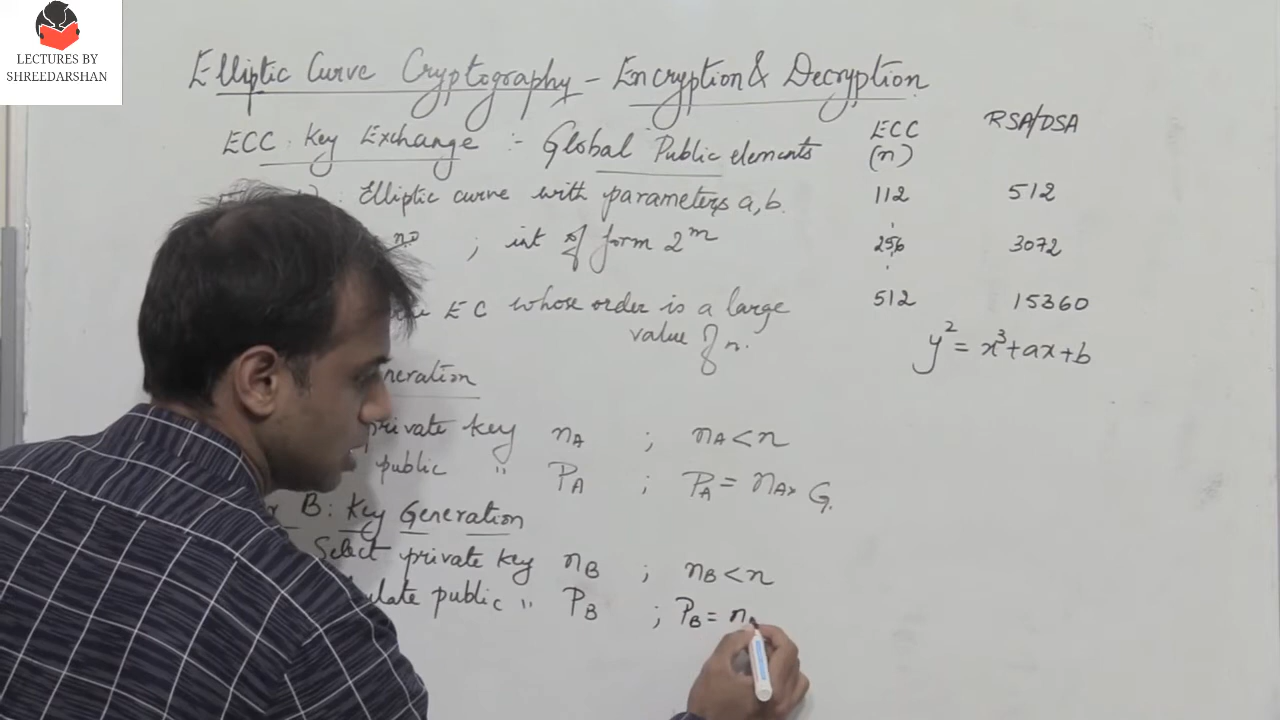 LECTURES BY
SHREEDARSHAN
Elliptic Curve Cryptography - Encryption & Decryption
ECC Key Exchange :- Global Public elements
ECC RSA/DSA
(n)
: Elliptic curve with parameters a, b.
112 512
no ; int of form 2^m
256 3072
EC whose order is a large
value of n.
512 15360
y² = x³+ax+b
neration
private key nA ; nA < n
public " PA ; PA = nA × G.
B: Key Generation
Select private key nB ; nB < n
ulate public " PB ; PB = n